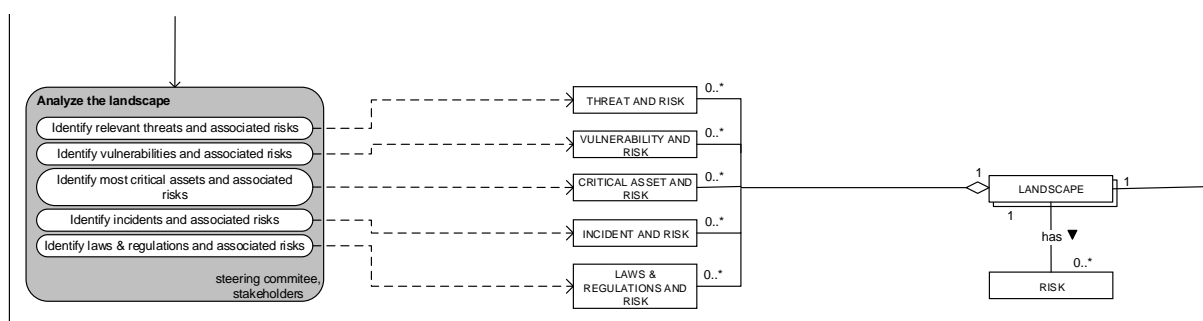 Analyze the landscape
Identify relevant threats and associated risks
Identify vulnerabilities and associated risks
Identify most critical assets and associated
risks
Identify incidents and associated risks
Identify laws & regulations and associated risks
steering commitee,
stakeholders
THREAT AND RISK
0..*
VULNERABILITY AND
RISK
0..*
CRITICAL ASSET AND
RISK
0..*
INCIDENT AND RISK
0..*
LAWS &
REGULATIONS AND
RISK
0..*
1
LANDSCAPE
1
1
has ▼
0..*
RISK